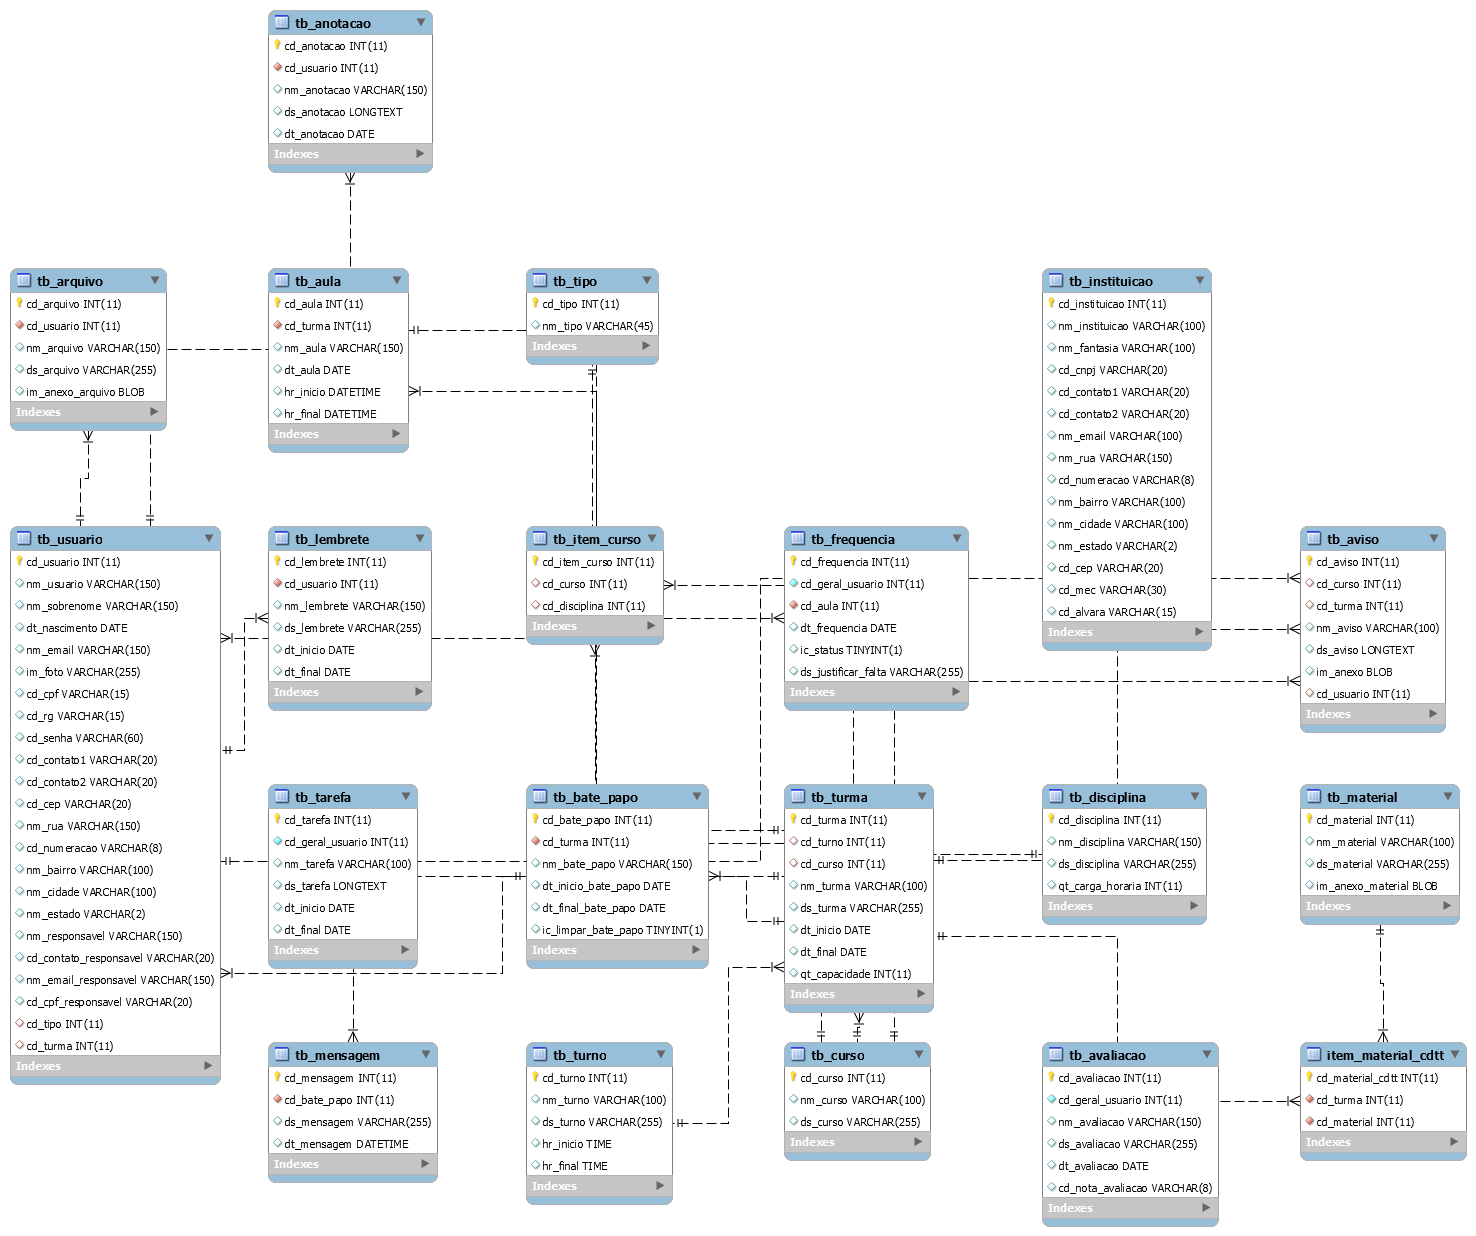 tb_anotacao
cd_anotacao INT(11)
cd_usuario INT(11)
nm_anotacao VARCHAR(150)
ds_anotacao LONGTEXT
dt_anotacao DATE
Indexes
tb_arquivo
cd_arquivo INT(11)
cd_usuario INT(11)
nm_arquivo VARCHAR(150)
ds_arquivo VARCHAR(255)
im_anexo_arquivo BLOB
Indexes
tb_aula
cd_aula INT(11)
cd_turma INT(11)
nm_aula VARCHAR(150)
dt_aula DATE
hr_inicio DATETIME
hr_final DATETIME
Indexes
tb_tipo
cd_tipo INT(11)
nm_tipo VARCHAR(45)
Indexes
tb_instituicao
cd_instituicao INT(11)
nm_instituicao VARCHAR(100)
nm_fantasia VARCHAR(100)
cd_cnpj VARCHAR(20)
cd_contato1 VARCHAR(20)
cd_contato2 VARCHAR(20)
nm_email VARCHAR(100)
nm_rua VARCHAR(150)
cd_numeracao VARCHAR(8)
nm_bairro VARCHAR(100)
nm_cidade VARCHAR(100)
nm_estado VARCHAR(2)
cd_cep VARCHAR(20)
cd_mec VARCHAR(30)
cd_alvara VARCHAR(15)
Indexes
tb_usuario
cd_usuario INT(11)
nm_usuario VARCHAR(150)
nm_sobrenome VARCHAR(150)
dt_nascimento DATE
nm_email VARCHAR(150)
im_foto VARCHAR(255)
cd_cpf VARCHAR(15)
cd_rg VARCHAR(15)
cd_senha VARCHAR(60)
cd_contato1 VARCHAR(20)
cd_contato2 VARCHAR(20)
cd_cep VARCHAR(20)
nm_rua VARCHAR(150)
cd_numeracao VARCHAR(8)
nm_bairro VARCHAR(100)
nm_cidade VARCHAR(100)
nm_estado VARCHAR(2)
nm_responsavel VARCHAR(150)
cd_contato_responsavel VARCHAR(20)
nm_email_responsavel VARCHAR(150)
cd_cpf_responsavel VARCHAR(20)
cd_tipo INT(11)
cd_turma INT(11)
Indexes
tb_lembrete
cd_lembrete INT(11)
cd_usuario INT(11)
nm_lembrete VARCHAR(150)
ds_lembrete VARCHAR(255)
dt_inicio DATE
dt_final DATE
Indexes
tb_item_curso
cd_item_curso INT(11)
cd_curso INT(11)
cd_disciplina INT(11)
Indexes
tb_frequencia
cd_frequencia INT(11)
cd_geral_usuario INT(11)
cd_aula INT(11)
dt_frequencia DATE
ic_status TINYINT(1)
ds_justificar_falta VARCHAR(255)
Indexes
tb_aviso
cd_aviso INT(11)
cd_curso INT(11)
cd_turma INT(11)
nm_aviso VARCHAR(100)
ds_aviso LONGTEXT
im_anexo BLOB
cd_usuario INT(11)
Indexes
tb_tarefa
cd_tarefa INT(11)
cd_geral_usuario INT(11)
nm_tarefa VARCHAR(100)
ds_tarefa LONGTEXT
dt_inicio DATE
dt_final DATE
Indexes
tb_bate_papo
cd_bate_papo INT(11)
cd_turma INT(11)
nm_bate_papo VARCHAR(150)
dt_inicio_bate_papo DATE
dt_final_bate_papo DATE
ic_limpar_bate_papo TINYINT(1)
Indexes
tb_turma
cd_turma INT(11)
cd_turno INT(11)
cd_curso INT(11)
nm_turma VARCHAR(100)
ds_turma VARCHAR(255)
dt_inicio DATE
dt_final DATE
qt_capacidade INT(11)
Indexes
tb_disciplina
cd_disciplina INT(11)
nm_disciplina VARCHAR(150)
ds_disciplina VARCHAR(255)
qt_carga_horaria INT(11)
Indexes
tb_material
cd_material INT(11)
nm_material VARCHAR(100)
ds_material VARCHAR(255)
im_anexo_material BLOB
Indexes
tb_mensagem
cd_mensagem INT(11)
cd_bate_papo INT(11)
ds_mensagem VARCHAR(255)
dt_mensagem DATETIME
Indexes
tb_turno
cd_turno INT(11)
nm_turno VARCHAR(100)
ds_turno VARCHAR(255)
hr_inicio TIME
hr_final TIME
Indexes
tb_curso
cd_curso INT(11)
nm_curso VARCHAR(100)
ds_curso VARCHAR(255)
Indexes
tb_avaliacao
cd_avaliacao INT(11)
cd_geral_usuario INT(11)
nm_avaliacao VARCHAR(150)
ds_avaliacao VARCHAR(255)
dt_avaliacao DATE
cd_nota_avaliacao VARCHAR(8)
Indexes
item_material_cdtt
cd_material_cdtt INT(11)
cd_turma INT(11)
cd_material INT(11)
Indexes